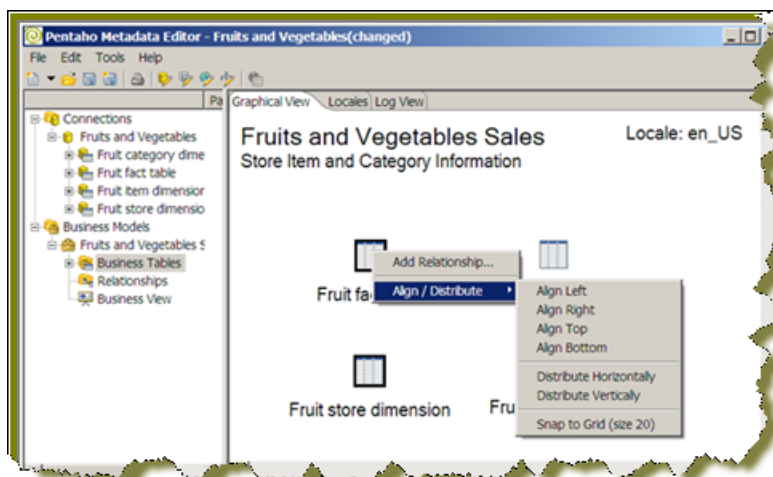 Pentaho Metadata Editor - Fruits and Vegetables(changed)
File Edit Tools Help
Pa
Graphical View Locales Log View
Connections
Fruits and Vegetables
Fruit category dime
Fruit fact table
Fruit item dimension
Fruit store dimensio
Business Models
Fruits and Vegetables S
Business Tables
Relationships
Business View
Fruits and Vegetables Sales
Locale: en_US
Store Item and Category Information
Add Relationship...
Align / Distribute
Fruit fa
Align Left
Align Right
Align Top
Align Bottom
Distribute Horizontally
Distribute Vertically
Snap to Grid (size 20)
Fruit store dimension
Fru